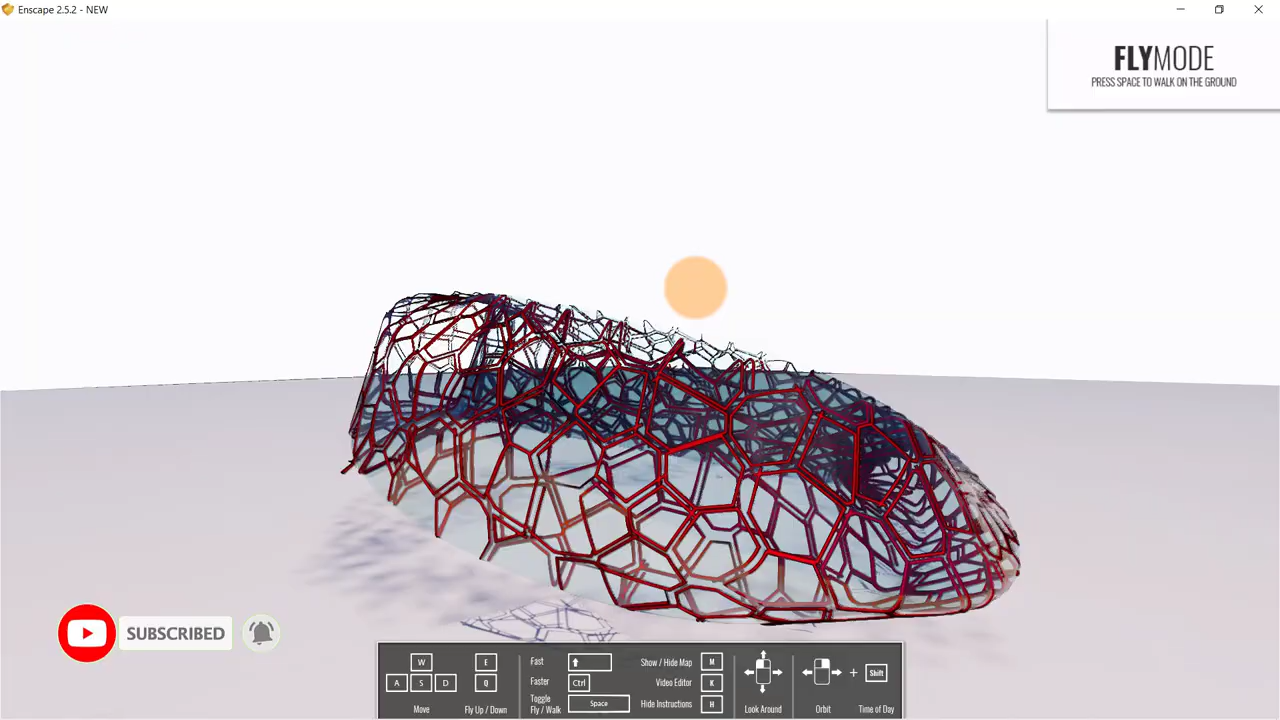 Enscape 2.5.2 - NEW
FLYMODE
PRESS SPACE TO WALK ON THE GROUND
SUBSCRIBED
W
A S D
Move
E
Q
Fly Up / Down
Fast
Faster Ctrl
Toggle
Fly / Walk Space
Show / Hide Map M
Video Editor K
Hide Instructions H
Look Around
+ Shift
Orbit Time of Day